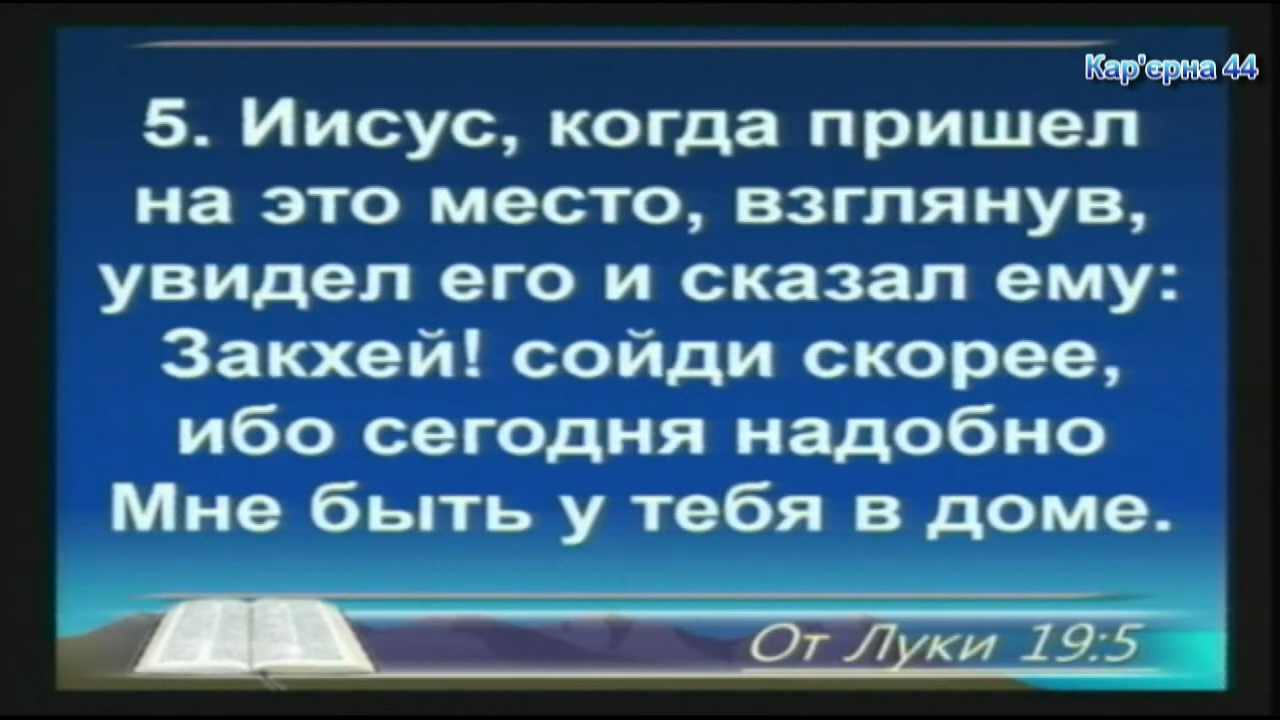 Кар'єрна 44
5. Иисус, когда пришел
на это место, взглянув,
увидел его и сказал ему:
Закхей! сойди скорее,
ибо сегодня надобно
Мне быть у тебя в доме.
От Луки 19:5